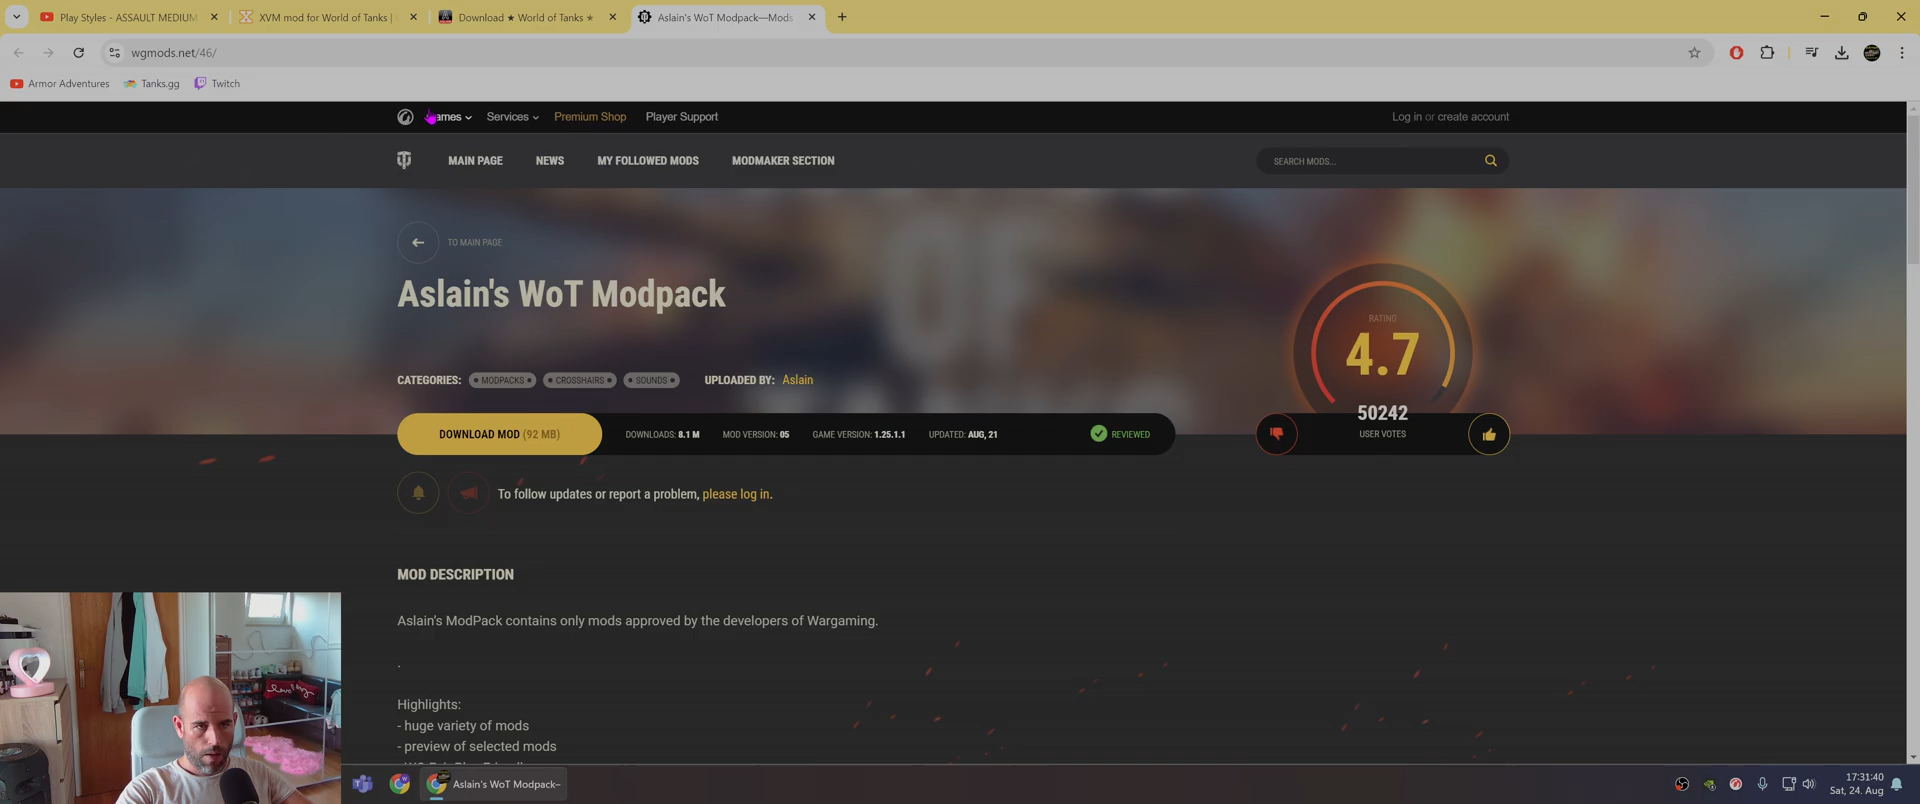 Play Styles - ASSAULT MEDIUM
XVM mod for World of Tanks |
Download ★ World of Tanks ★
Aslain's WoT Modpack—Mods
wgmods.net/46/
Armor Adventures
Tanks.gg
Twitch
Services
Premium Shop
Player Support
Log in or create account
MAIN PAGE
NEWS
MY FOLLOWED MODS
MODMAKER SECTION
SEARCH MODS...
TO MAIN PAGE
Aslain's WoT Modpack
RATING
4.7
50242
USER VOTES
CATEGORIES:
• MODPACKS •
• CROSSHAIRS •
• SOUNDS •
UPLOADED BY: Aslain
DOWNLOAD MOD (92 MB)
DOWNLOADS: 8.1 M
MOD VERSION: 05
GAME VERSION: 1.25.1.1
UPDATED: AUG, 21
REVIEWED
To follow updates or report a problem, please log in.
MOD DESCRIPTION
Aslain's ModPack contains only mods approved by the developers of Wargaming.
.
Highlights:
- huge variety of mods
- preview of selected mods
Aslain's WoT Modpack–
17:31:40
Sat, 24. Aug